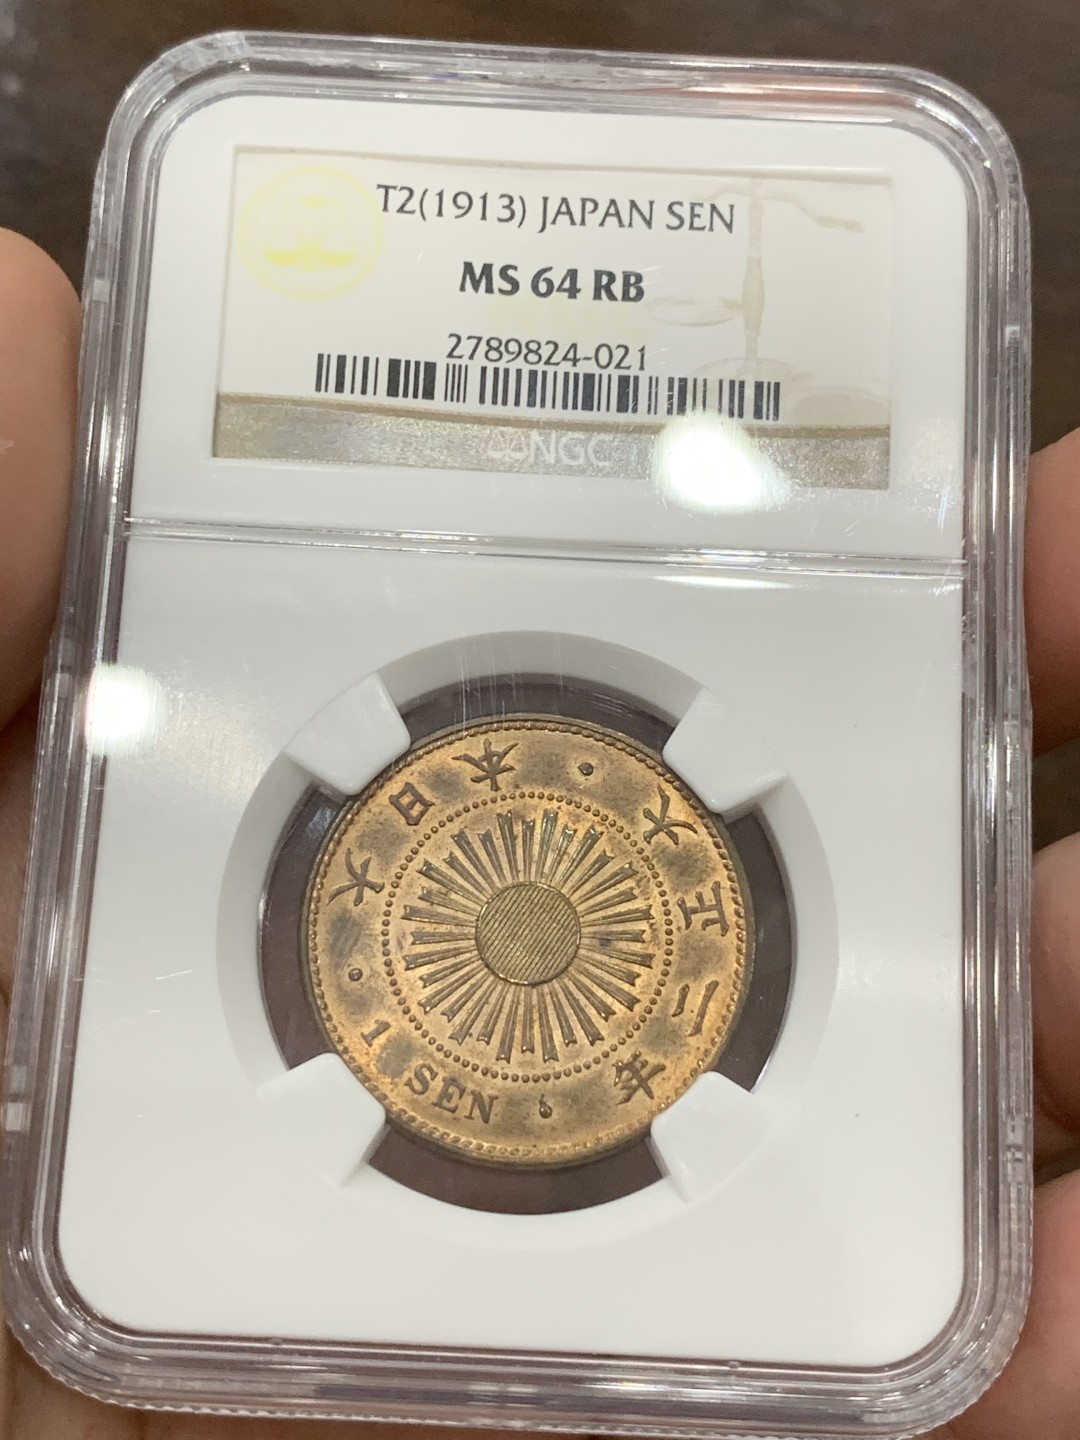 T2(1913) JAPAN SEN
MS 64 RB
2789824-021
NGC
大日本
大正二年
1 SEN